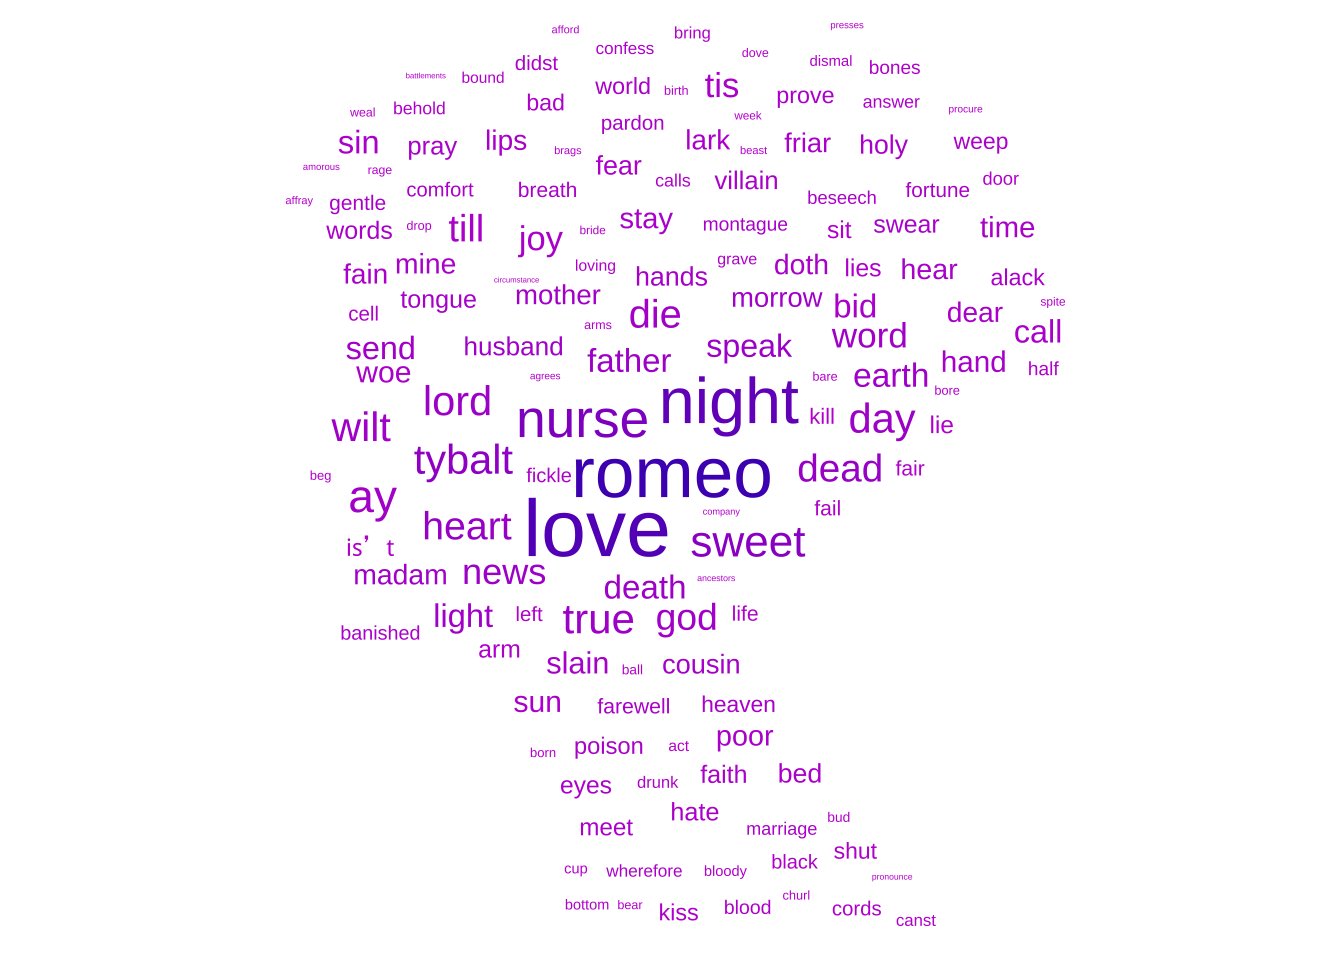 presses
afford
bring
confess
dove
didst
dismal
bones
battlements
bound
world
birth
tis
prove
answer
bad
weal
behold
procure
week
pardon
sin
pray
lips
brags
lark
beast
friar
holy
weep
amorous
rage
fear
calls
villain
door
affray
gentle
comfort
breath
beseech
fortune
words
drop
till
joy
bride
stay
montague
sit
swear
time
fain
mine
circumstance
loving
hands
grave
doth
lies
hear
alack
cell
tongue
mother
arms
die
morrow
bid
dear
spite
call
send
husband
father
speak
word
hand
half
woe
agrees
bare
earth
bore
wilt
lord
nurse
night
kill
day
lie
tybalt
fickle
romeo
dead
fair
beg
ay
heart
love
company
sweet
fail
is’ t
madam
news
death
ancestors
banished
light
left
true
god
life
arm
slain
ball
cousin
sun
farewell
heaven
born
poison
act
poor
eyes
drunk
faith
bed
meet
hate
marriage
bud
cup
wherefore
bloody
black
shut
pronounce
bottom
bear
kiss
blood
churl
cords
canst